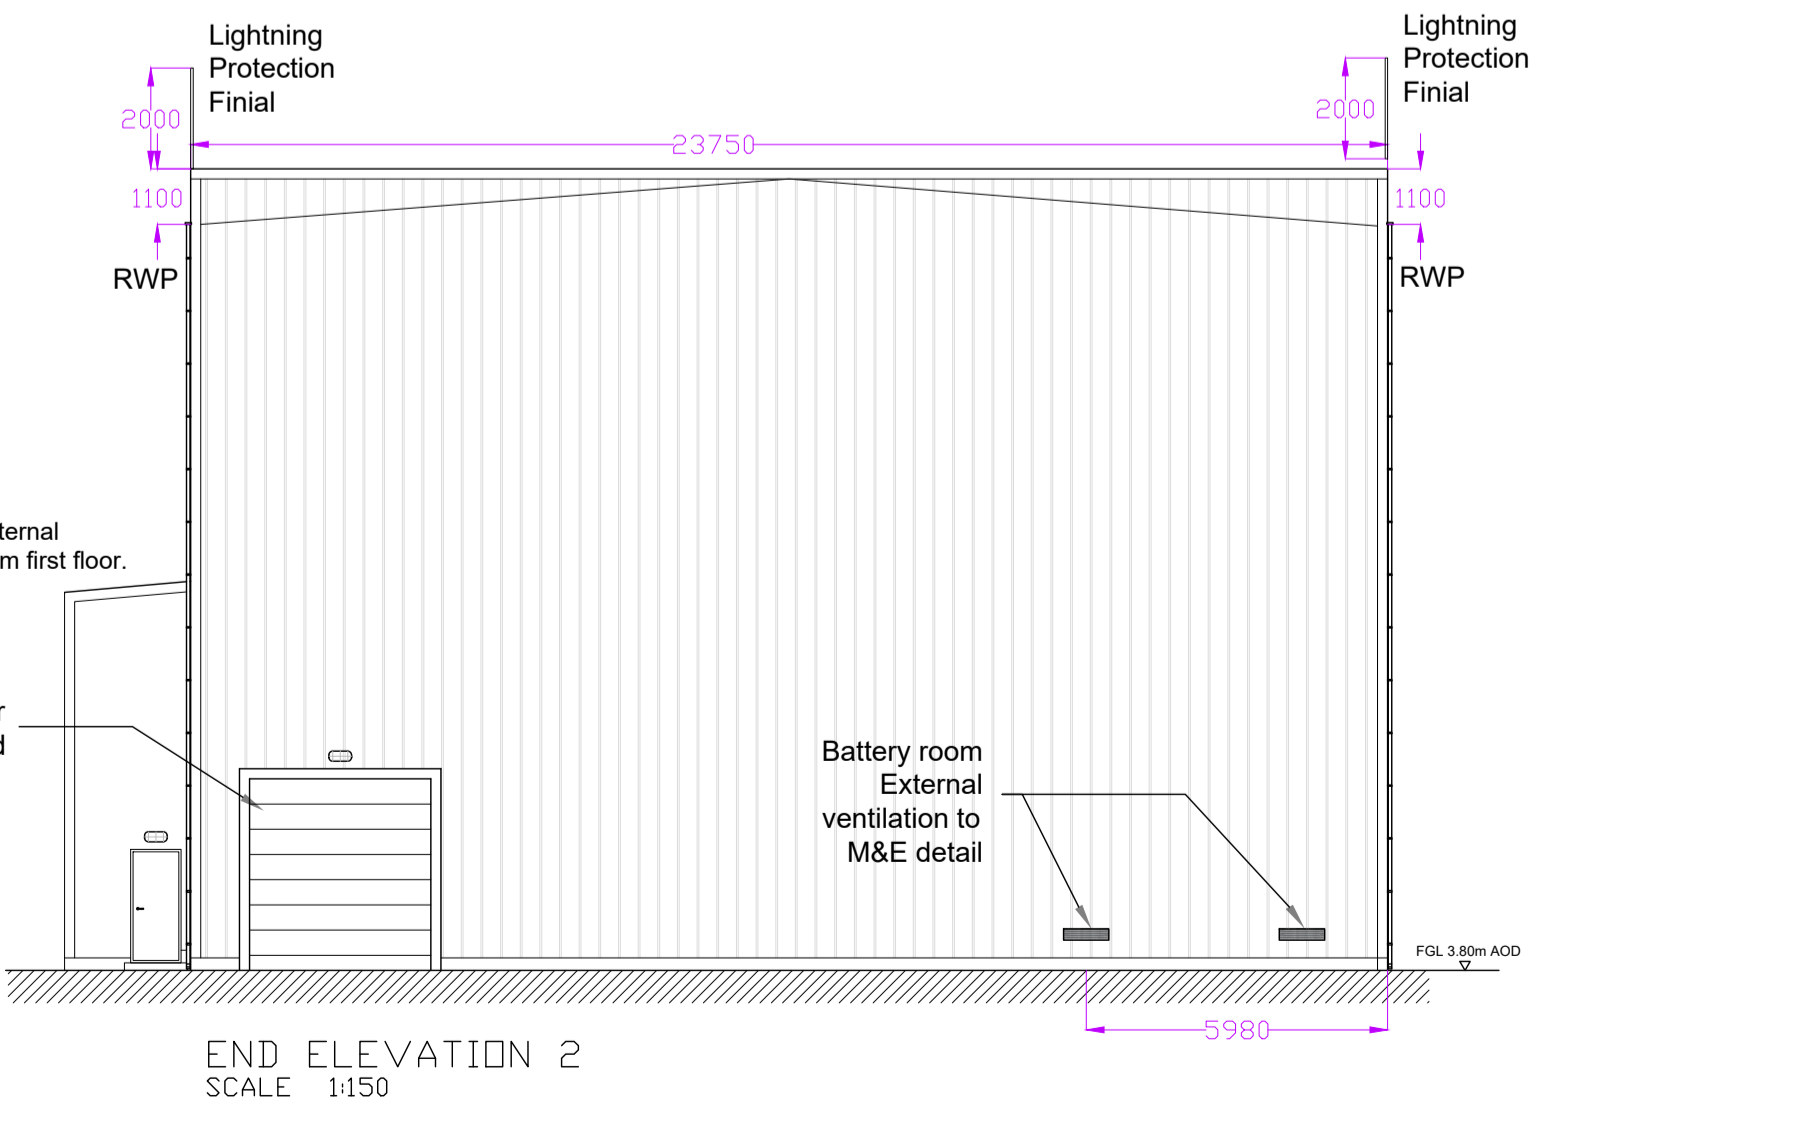 Lightning
Protection
Finial
Lightning
Protection
Finial
2000
2000
23750
1100
1100
RWP
RWP
ternal
m first floor.
r
d
Battery room
External
ventilation to
M&E detail
FGL 3.80m AOD
5980
END ELEVATION 2
SCALE 1:150